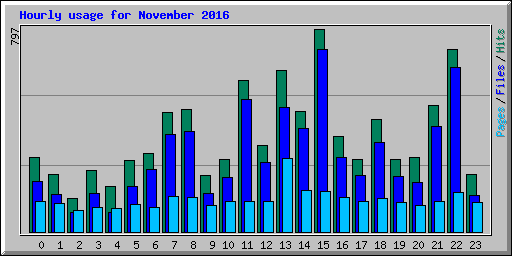 Hourly usage for November 2016
797
Pages / Files / Hits
0 1 2 3 4 5 6 7 8 9 10 11 12 13 14 15 16 17 18 19 20 21 22 23